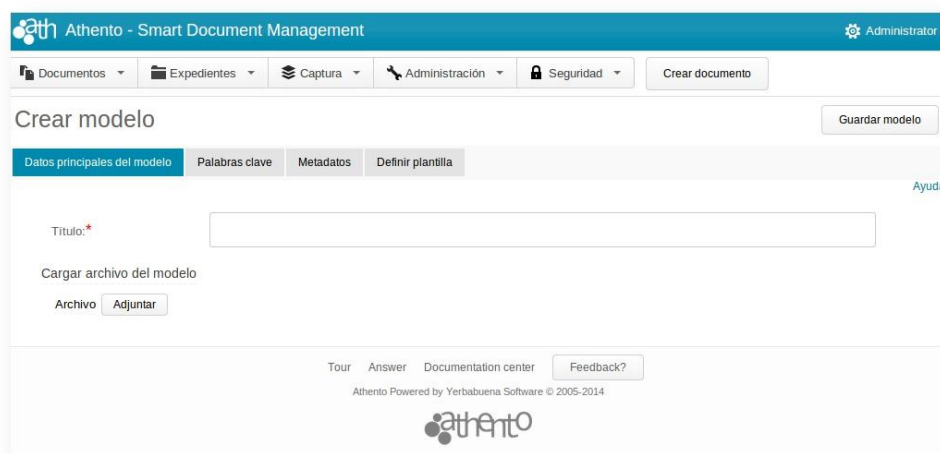 ath Athento - Smart Document Management Administrator
Documentos Expedientes Captura Administración Seguridad Crear documento
Crear modelo Guardar modelo
Datos principales del modelo Palabras clave Metadatos Definir plantilla
Ayuda
Título:*
Cargar archivo del modelo
Archivo Adjuntar
Tour Answer Documentation center Feedback?
Athento Powered by Yerbabuena Software © 2005-2014
athento